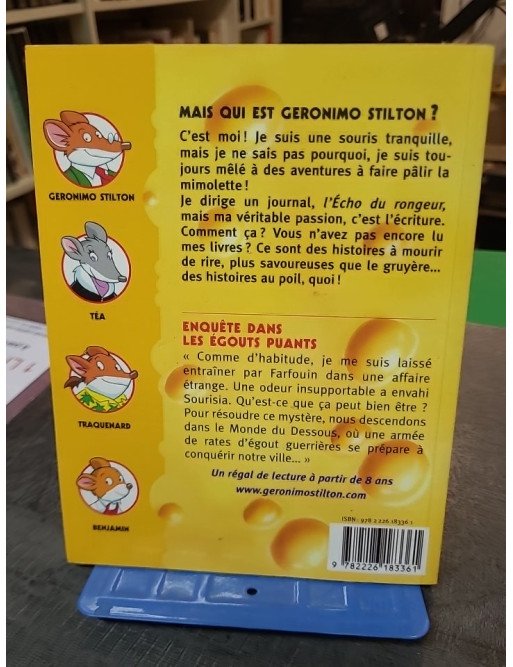 MAIS QUI EST GERONIMO STILTON ?
C'est moi ! Je suis une souris tranquille,
mais je ne sais pas pourquoi, je suis tou-
jours mêlé à des aventures à faire pâlir la
mimolette !
Je dirige un journal, l'Écho du rongeur,
mais ma véritable passion, c'est l'écriture.
Comment ça ? Vous n'avez pas encore lu
mes livres ? Ce sont des histoires à mourir
de rire, plus savoureuses que le gruyère...
des histoires au poil, quoi !
GERONIMO STILTON
TÉA
TRAQUENARD
BENJAMIN
ENQUÊTE DANS
LES ÉGOUTS PUANTS
« Comme d'habitude, je me suis laissé
entraîner par Farfouin dans une affaire
étrange. Une odeur insupportable a envahi
Sourisia. Qu'est-ce que ça peut bien être ?
Pour résoudre ce mystère, nous descendons
dans le Monde du Dessous, où une armée
de rates d'égout guerrières se prépare à
conquérir notre ville... »
Un régal de lecture à partir de 8 ans
www.geronimostilton.com
ISBN : 978 2 226 18336 1
9 782226 183361